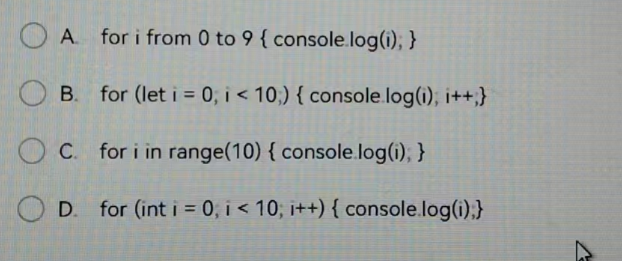 A. for i from 0 to 9 { console.log(i); }
B. for (let i = 0; i < 10;) { console.log(i); i++;}
C. for i in range(10) { console.log(i); }
D. for (int i = 0; i < 10; i++) { console.log(i);}